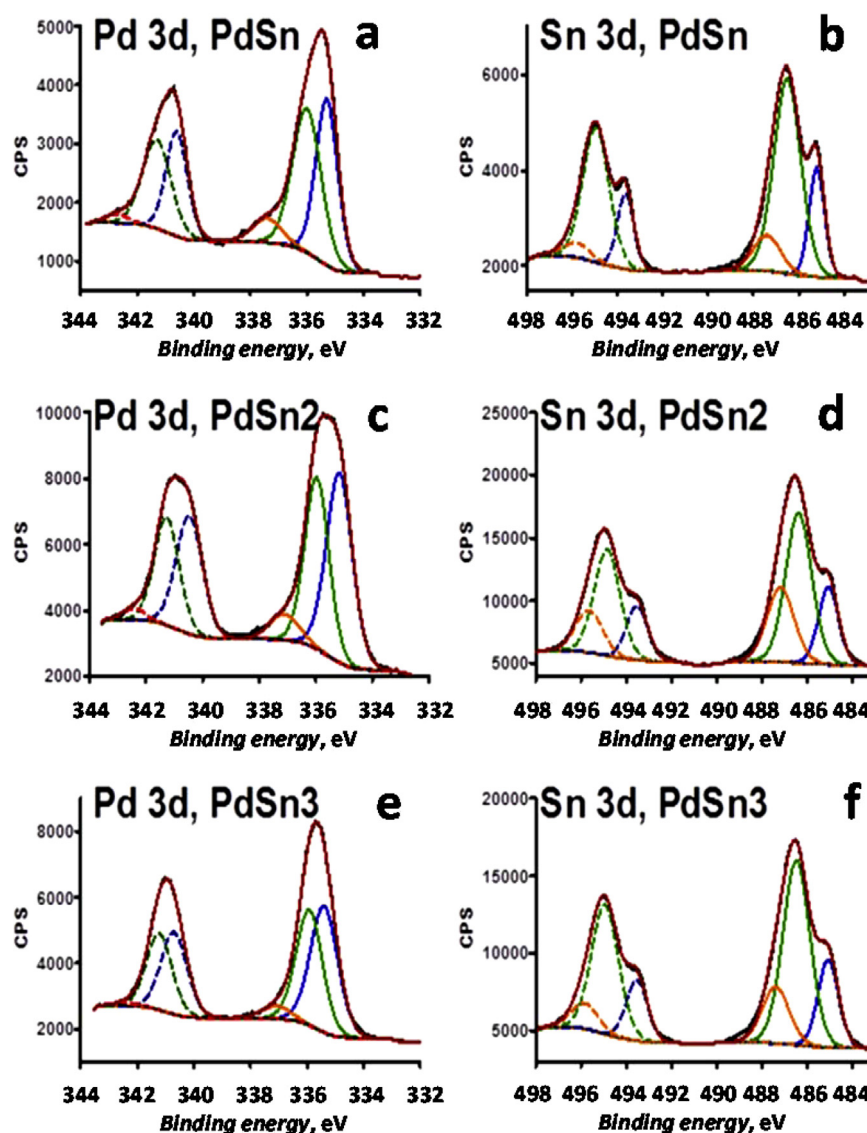 Pd 3d, PdSn a
5000
4000
3000
2000
1000
CPS
344 342 340 338 336 334 332
Binding energy, eV
Sn 3d, PdSn b
6000
4000
2000
CPS
498 496 494 492 490 488 486 484
Binding energy, eV
Pd 3d, PdSn2 c
10000
8000
6000
4000
2000
CPS
344 342 340 338 336 334 332
Binding energy, eV
Sn 3d, PdSn2 d
25000
20000
15000
10000
5000
CPS
498 496 494 492 490 488 486 484
Binding energy, eV
Pd 3d, PdSn3 e
8000
6000
4000
2000
CPS
344 342 340 338 336 334 332
Binding energy, eV
Sn 3d, PdSn3 f
20000
15000
10000
5000
CPS
498 496 494 492 490 488 486 484
Binding energy, eV